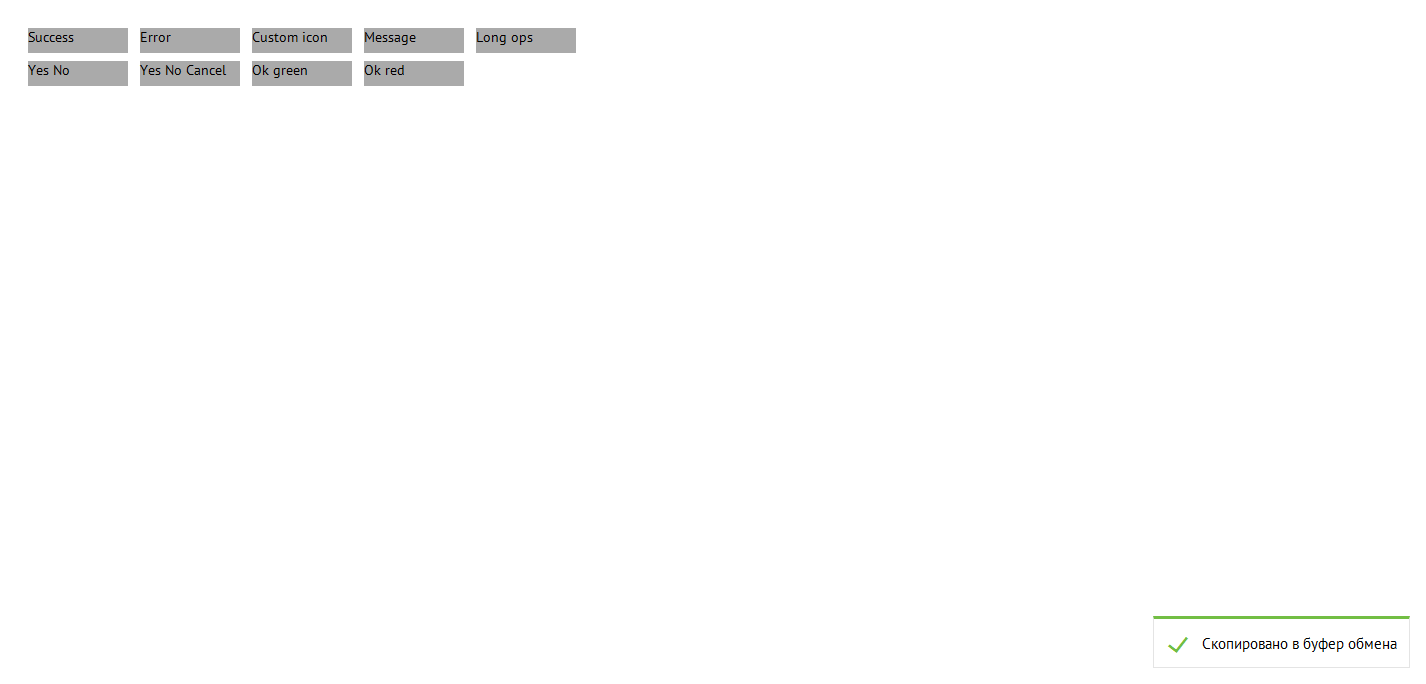 Success Error Custom icon Message Long ops
Yes No Yes No Cancel Ok green Ok red
Скопировано в буфер обмена